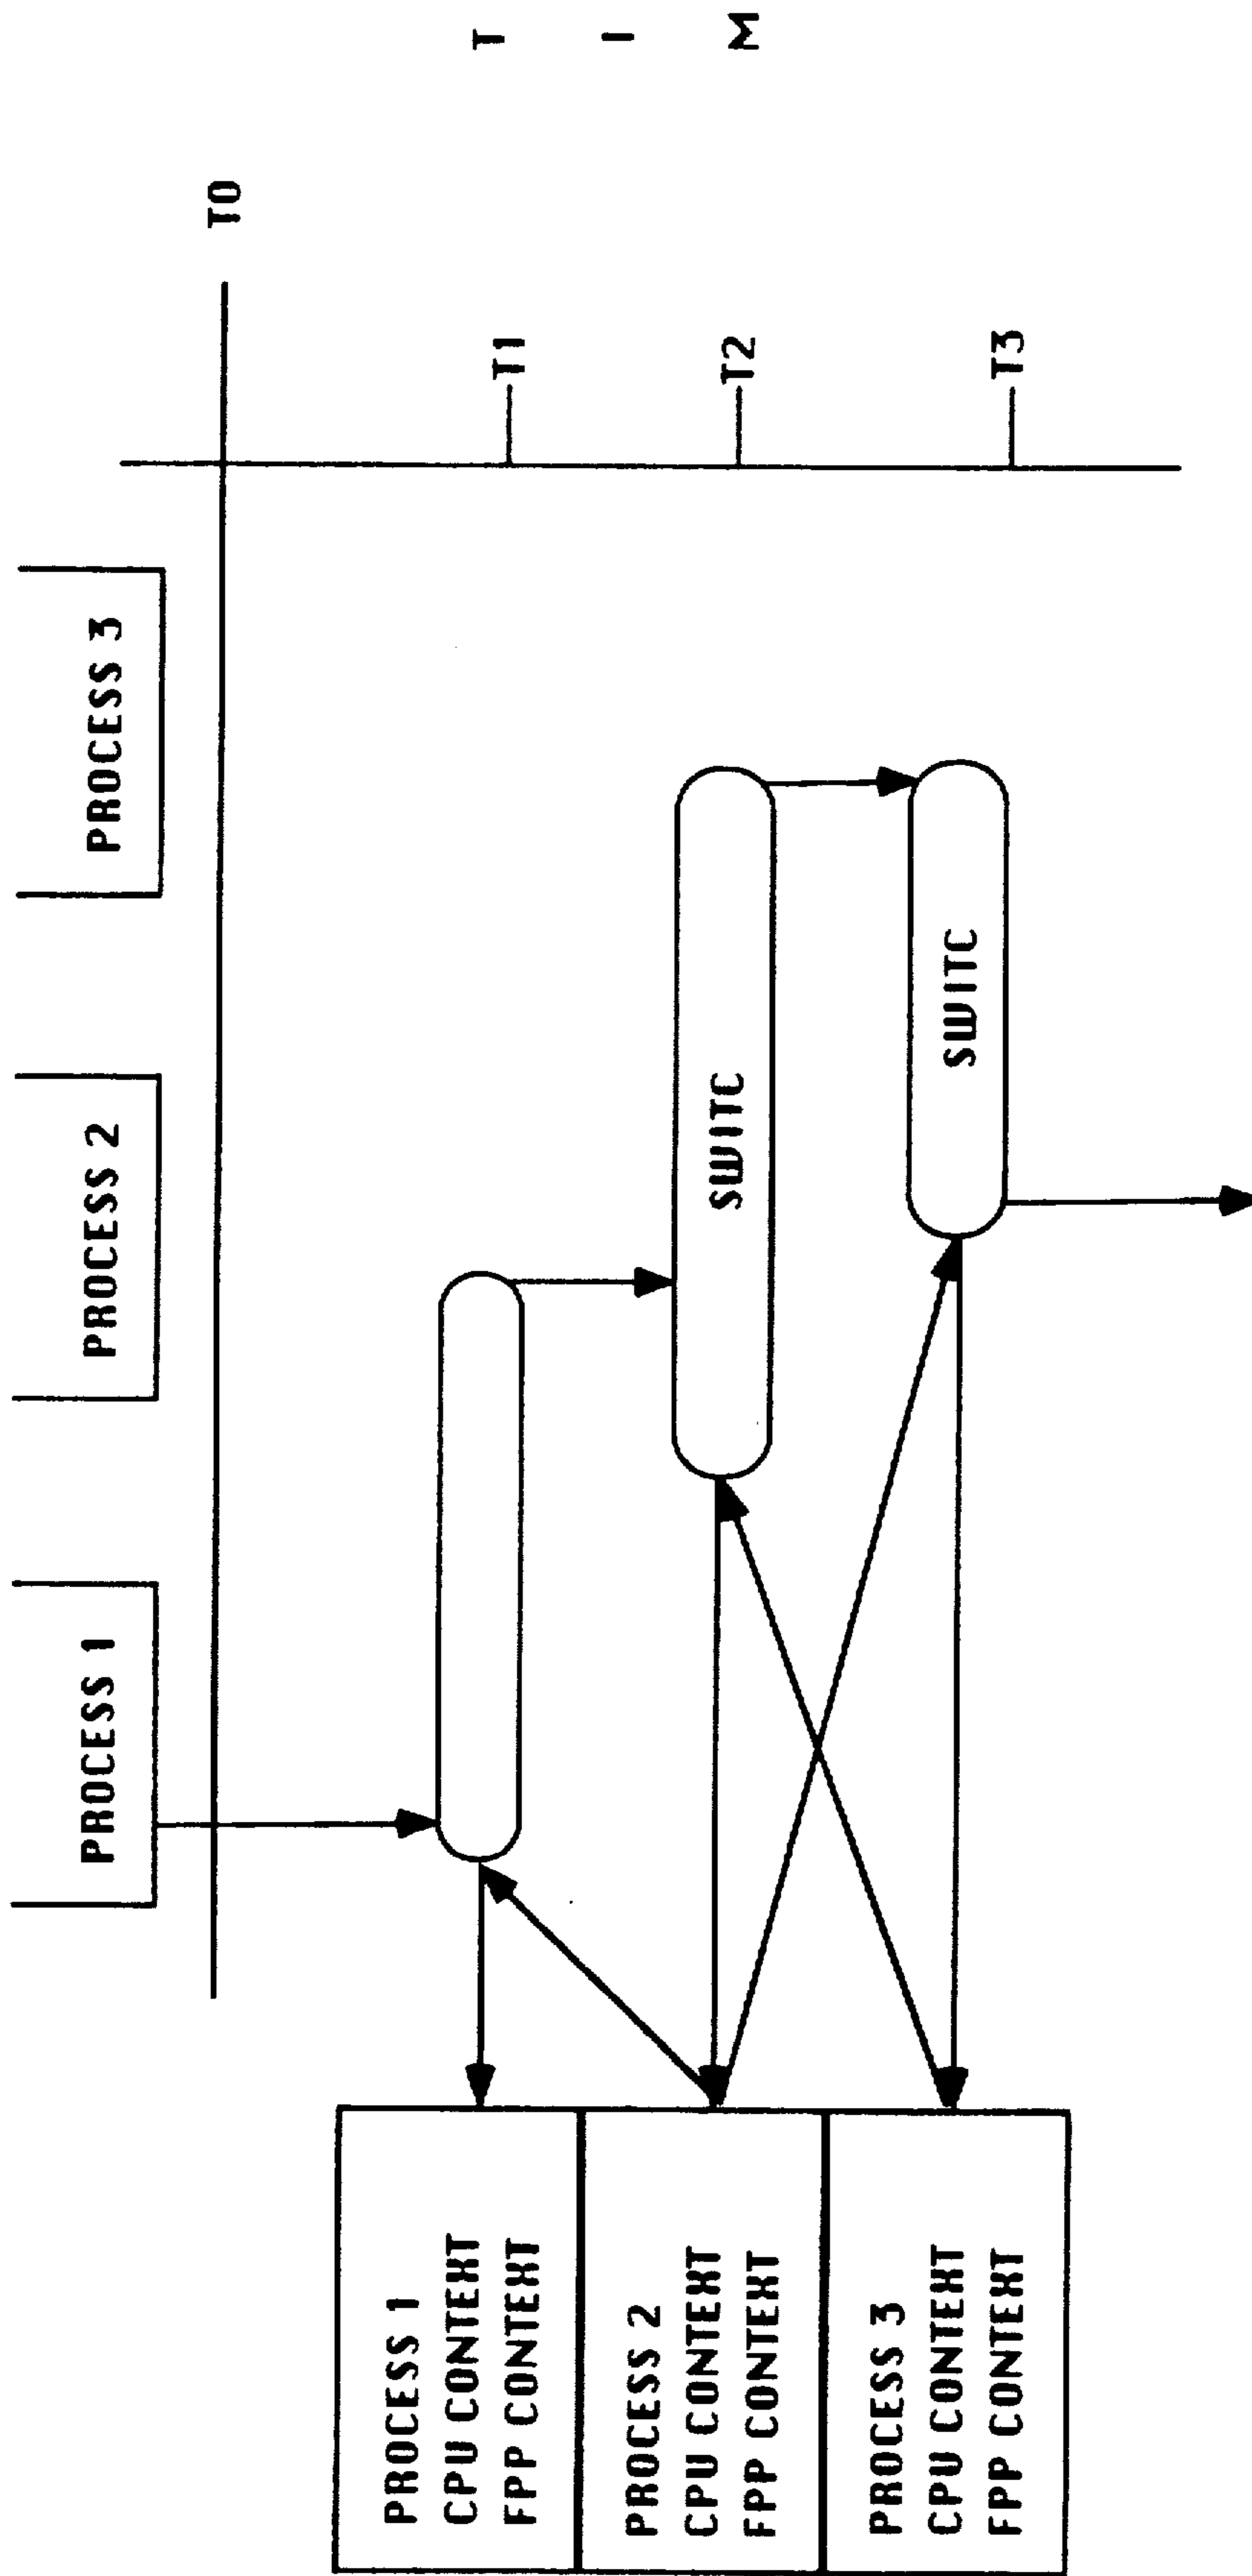 PROCESS 1
PROCESS 2
PROCESS 3
T0
T
I
M
T1
T2
T3
SWITC
SWITC
PROCESS 1
CPU CONTEXT
FPP CONTEXT
PROCESS 2
CPU CONTEXT
FPP CONTEXT
PROCESS 3
CPU CONTEXT
FPP CONTEXT